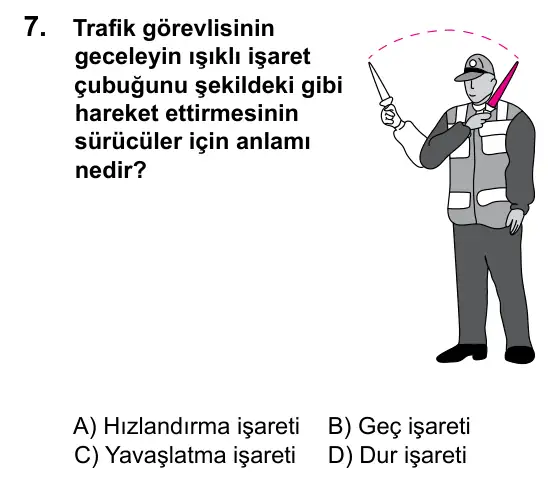 7. Trafik görevlisinin
geceleyin ışıklı işaret
çubuğunu şekildeki gibi
hareket ettirmesinin
sürücüler için anlamı
nedir?
A) Hızlandırma işareti B) Geç işareti
C) Yavaşlatma işareti D) Dur işareti